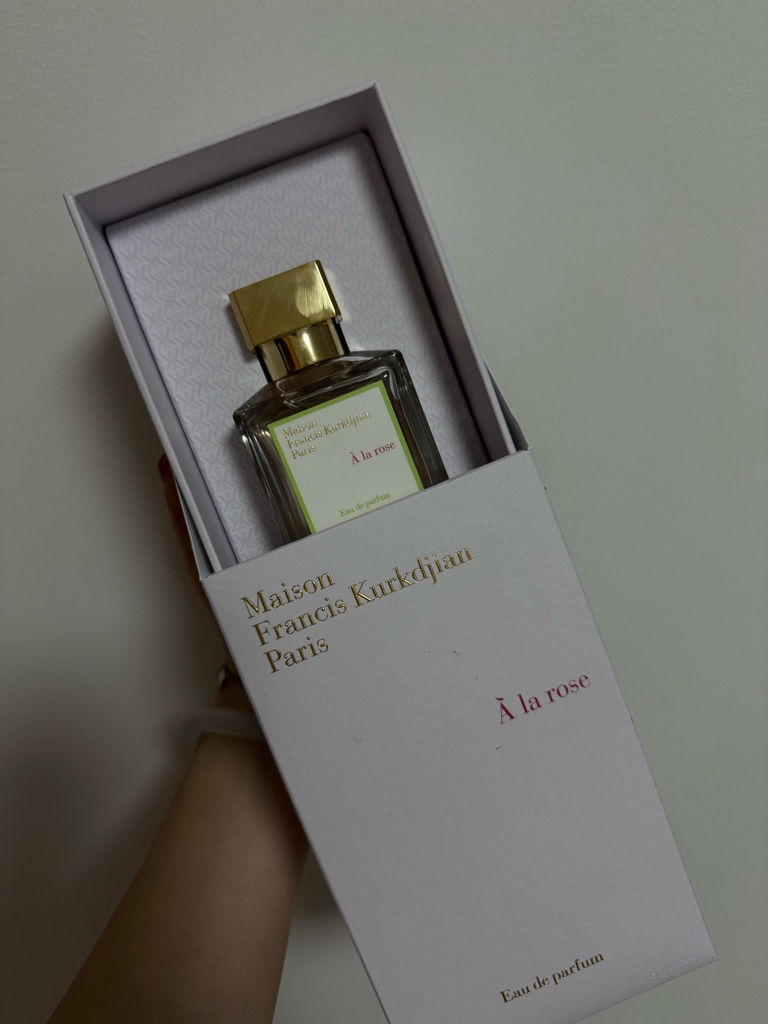 Maison
Francis Kurkdjian
Paris
À la rose
Eau de parfum
Maison
Francis Kurkdjian
Paris
À la rose
Eau de parfum